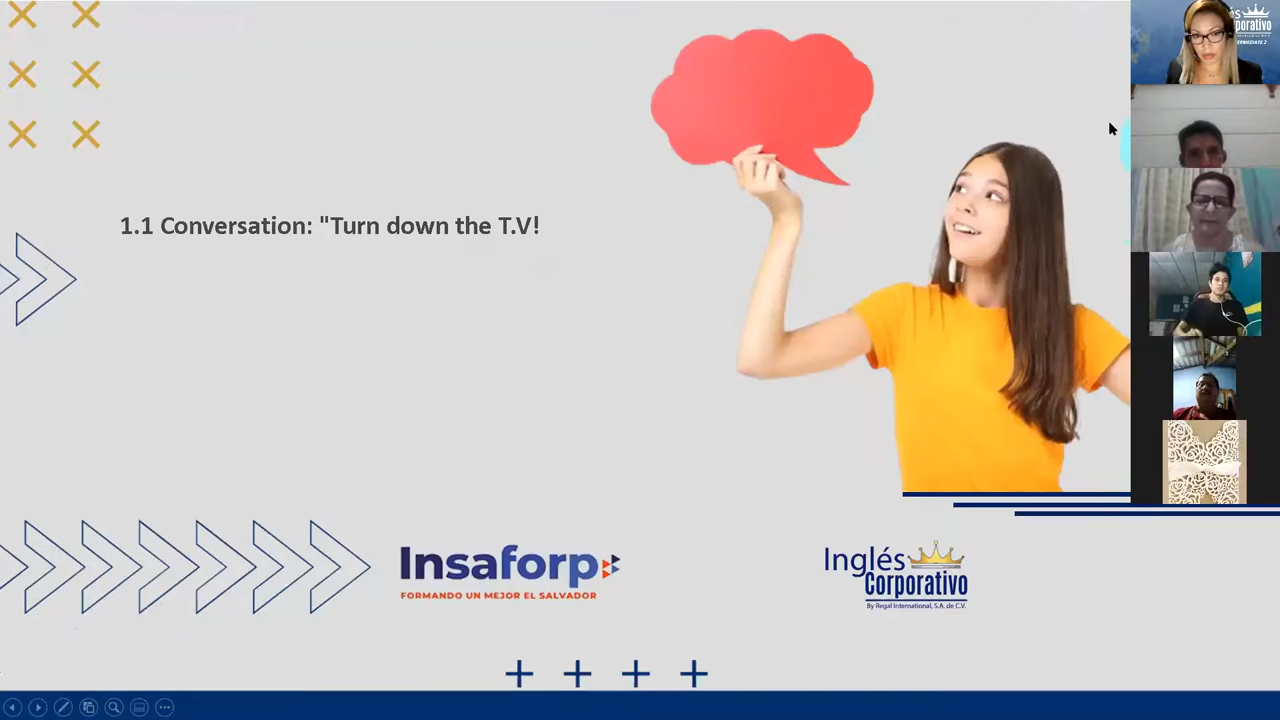 1.1 Conversation: "Turn down the T.V!
Insaforp
FORMANDO UN MEJOR EL SALVADOR
Inglés
Corporativo
By Regal International, S.A. de C.V.